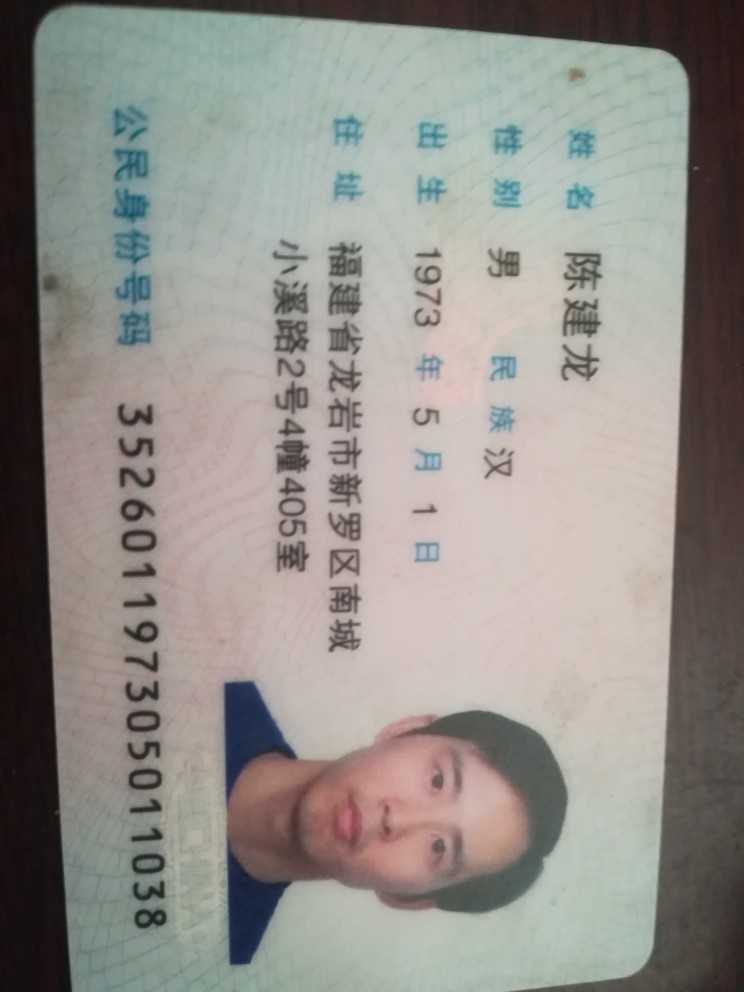 姓名 陈建龙
性别 男 民族 汉
出生 1973 年 5 月 1 日
住址 福建省龙岩市新罗区南城
小溪路2号4幢405室
公民身份号码 352601197305011038